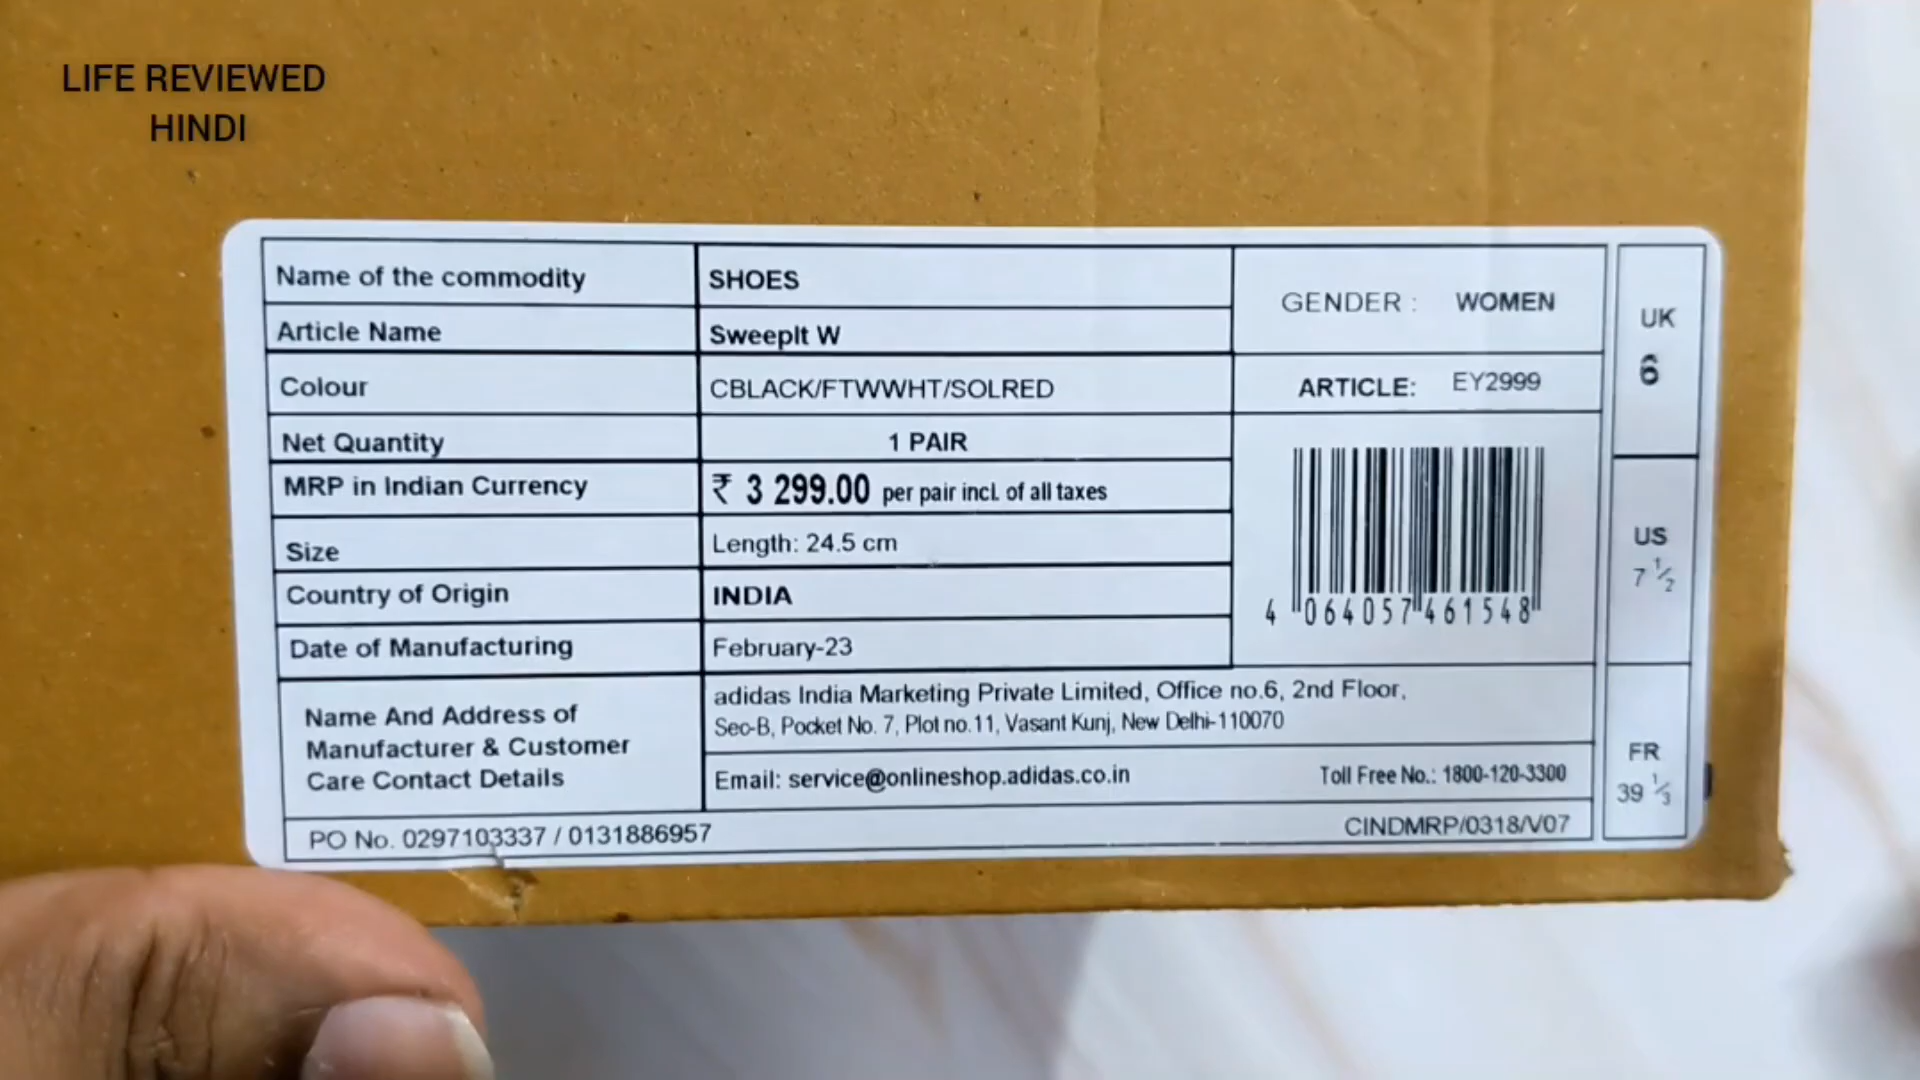 LIFE REVIEWED
HINDI
Name of the commodity SHOES
Article Name SweepIt W
Colour CBLACK/FTWWHT/SOLRED
Net Quantity 1 PAIR
MRP in Indian Currency ₹ 3 299.00 per pair incl. of all taxes
Size Length: 24.5 cm
Country of Origin INDIA
Date of Manufacturing February-23
GENDER : WOMEN
ARTICLE: EY2999
4 064057 461548
Name And Address of
Manufacturer & Customer
Care Contact Details
adidas India Marketing Private Limited, Office no.6, 2nd Floor,
Sec-B, Pocket No. 7, Plot no.11, Vasant Kunj, New Delhi-110070
Email: service@onlineshop.adidas.co.in Toll Free No.: 1800-120-3300
PO No. 0297103337 / 0131886957 CINDMRP/0318/V07
UK
6
US
7 1/2
FR
39 1/3